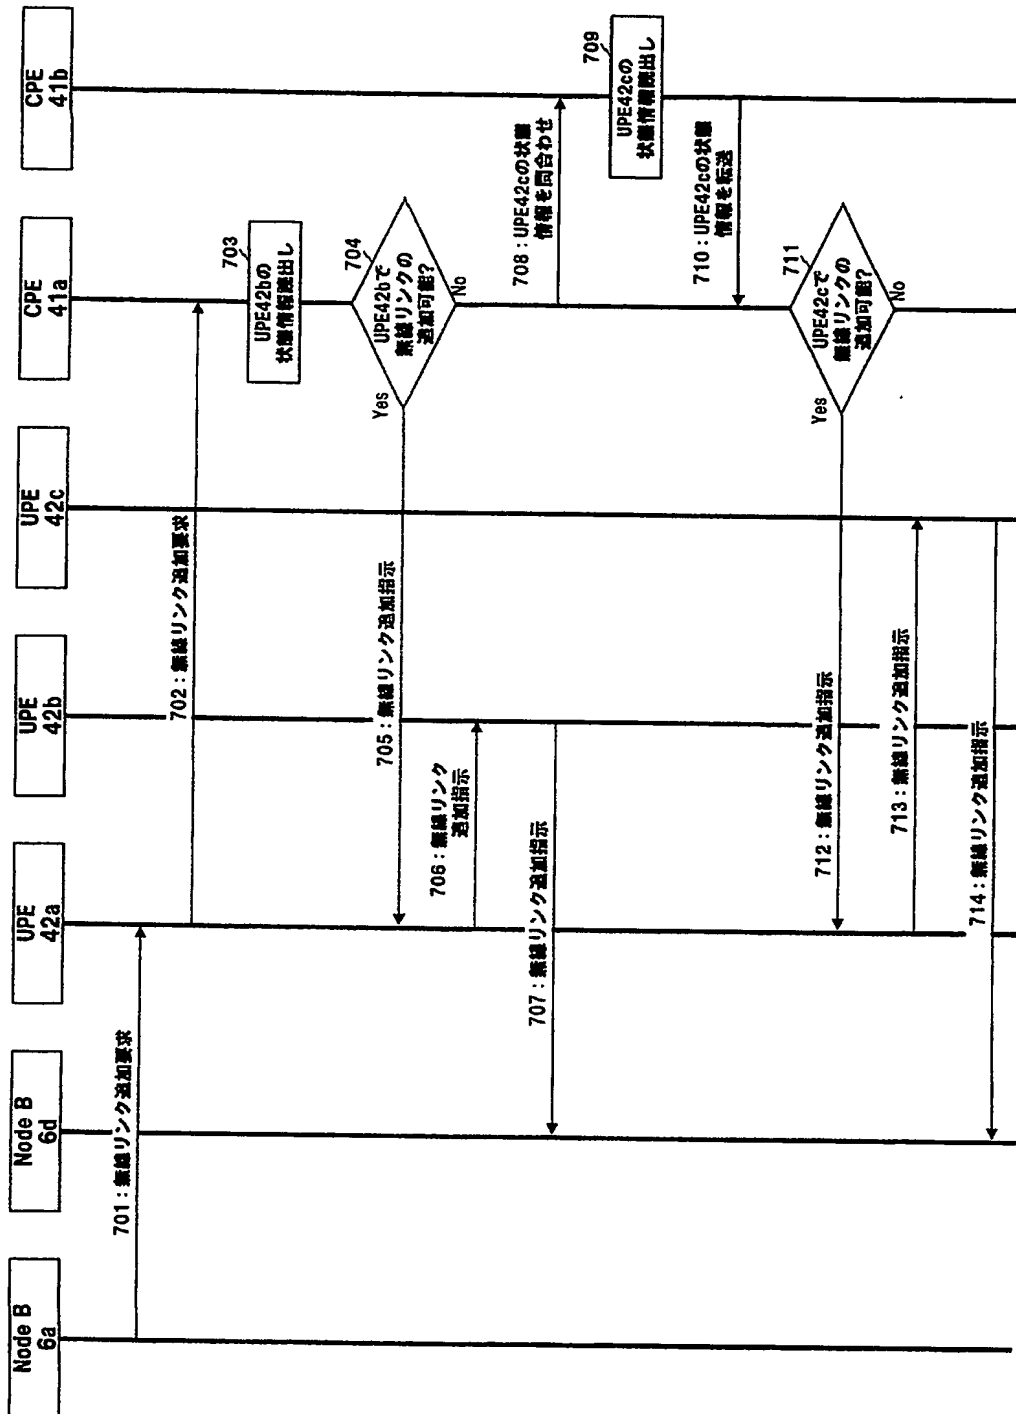 Node B
6a
Node B
6d
UPE
42a
UPE
42b
UPE
42c
CPE
41a
CPE
41b
701：無線リンク追加要求
702：無線リンク追加要求
703
UPE42bの
状態情報読出し
704
UPE42bで
無線リンクの
追加可能?
Yes
No
705：無線リンク追加指示
706：無線リンク
追加指示
707：無線リンク追加指示
708：UPE42cの状態
情報を問合わせ
709
UPE42cの
状態情報読出し
710：UPE42cの状態
情報を転送
711
UPE42cで
無線リンクの
追加可能?
Yes
No
712：無線リンク追加指示
713：無線リンク追加指示
714：無線リンク追加指示